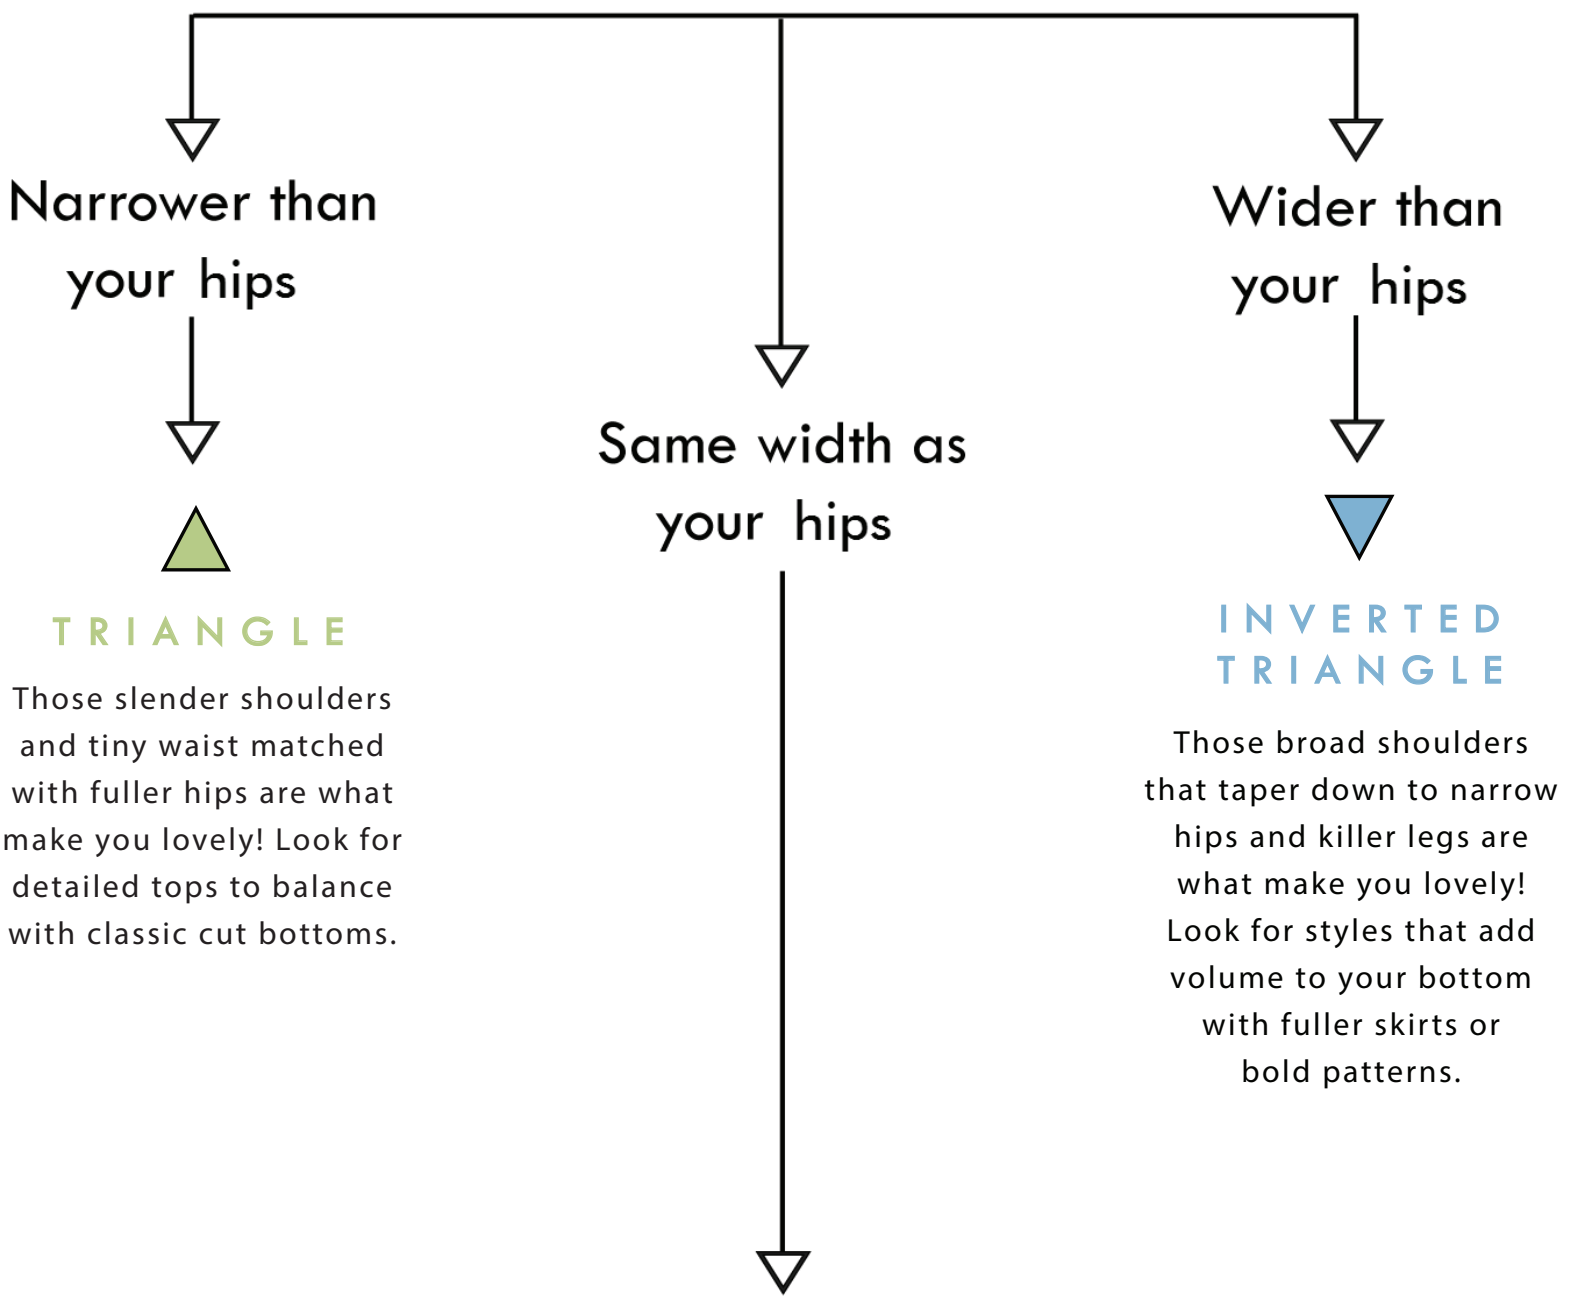 Narrower than
your hips
TRIANGLE
Those slender shoulders
and tiny waist matched
with fuller hips are what
make you lovely! Look for
detailed tops to balance
with classic cut bottoms.
Same width as
your hips
Wider than
your hips
INVERTED
TRIANGLE
Those broad shoulders
that taper down to narrow
hips and killer legs are
what make you lovely!
Look for styles that add
volume to your bottom
with fuller skirts or
bold patterns.